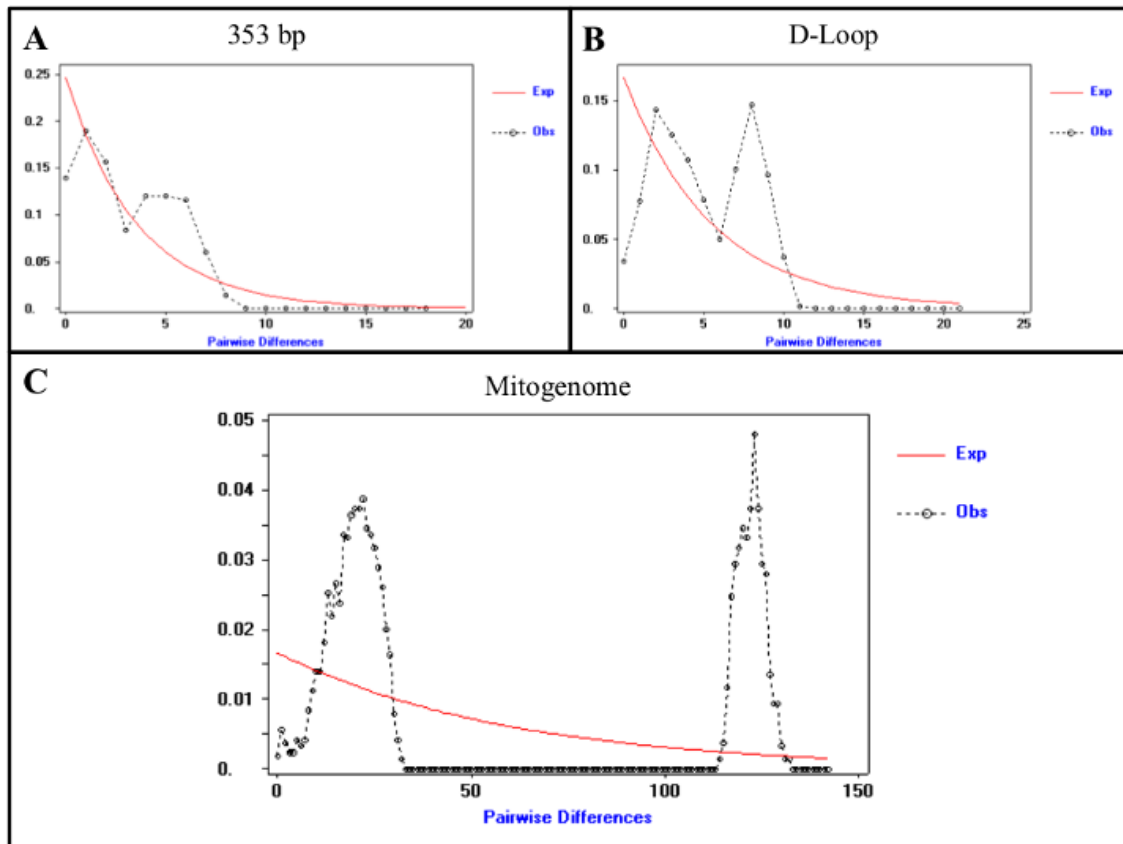 A
353 bp
0.25
0.2
0.15
0.1
0.05
0.
0 5 10 15 20
Pairwise Differences
Exp
Obs
B
D-Loop
0.15
0.1
0.05
0.
0 5 10 15 20 25
Pairwise Differences
Exp
Obs
C
Mitogenome
0.05
0.04
0.03
0.02
0.01
0.
0 50 100 150
Pairwise Differences
Exp
Obs